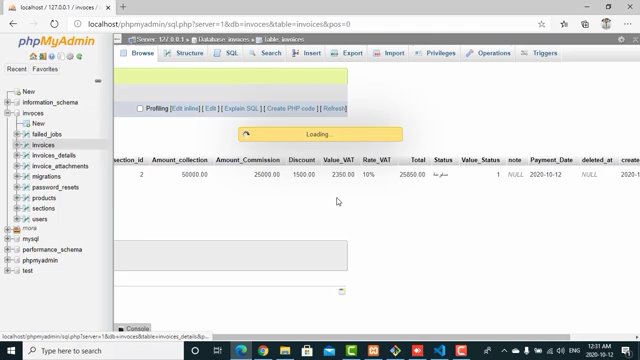 localhost / 127.0.0.1 / invoces /
localhost/phpmyadmin/sql.php?server=1&db=invoces&table=invoices&pos=0
phpMyAdmin
Recent Favorites
New
information_schema
invoces
New
failed_jobs
invoices
invoices_details
invoice_attachments
migrations
password_resets
products
sections
users
mora
mysql
performance_schema
phpmyadmin
test
Server: 127.0.0.1 » Database: invoces » Table: invoices
Browse Structure SQL Search Insert Export Import Privileges Operations Triggers
Profiling [Edit inline] [ Edit ] [ Explain SQL ] [ Create PHP code ] [ Refresh]
Loading...
section_id Amount_collection Amount_Commission Discount Value_VAT Rate_VAT Total Status Value_Status note Payment_Date deleted_at create
2 50000.00 25000.00 1500.00 2350.00 10% 25850.00 مدفوعة 1 NULL 2020-10-12 NULL 2020-1
Console
localhost/phpmyadmin/sql.php?server=1&db=invoces&table=invoices_details&p...
Type here to search
ENG
12:31 AM
2020-10-12